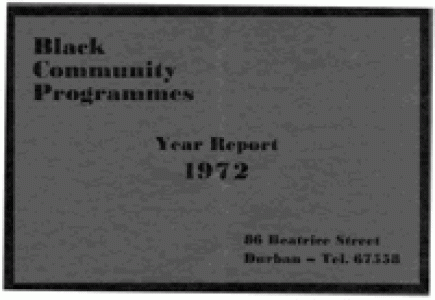 Black
Community
Programmes
Year Report
1972
86 Beatrice Street
Durban – Tel. 67558